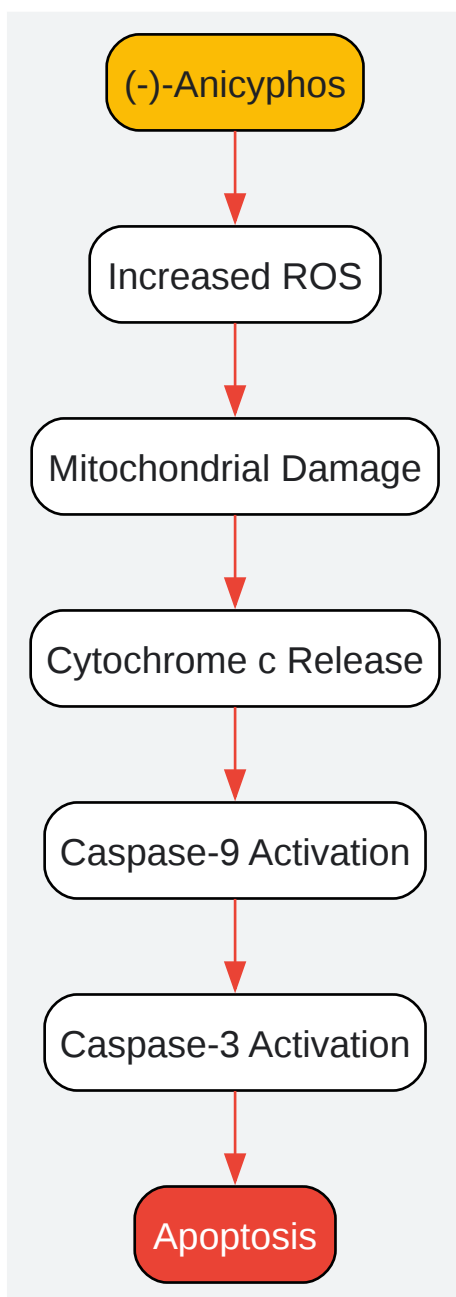 (-)-Anicyphos
Increased ROS
Mitochondrial Damage
Cytochrome c Release
Caspase-9 Activation
Caspase-3 Activation
Apoptosis